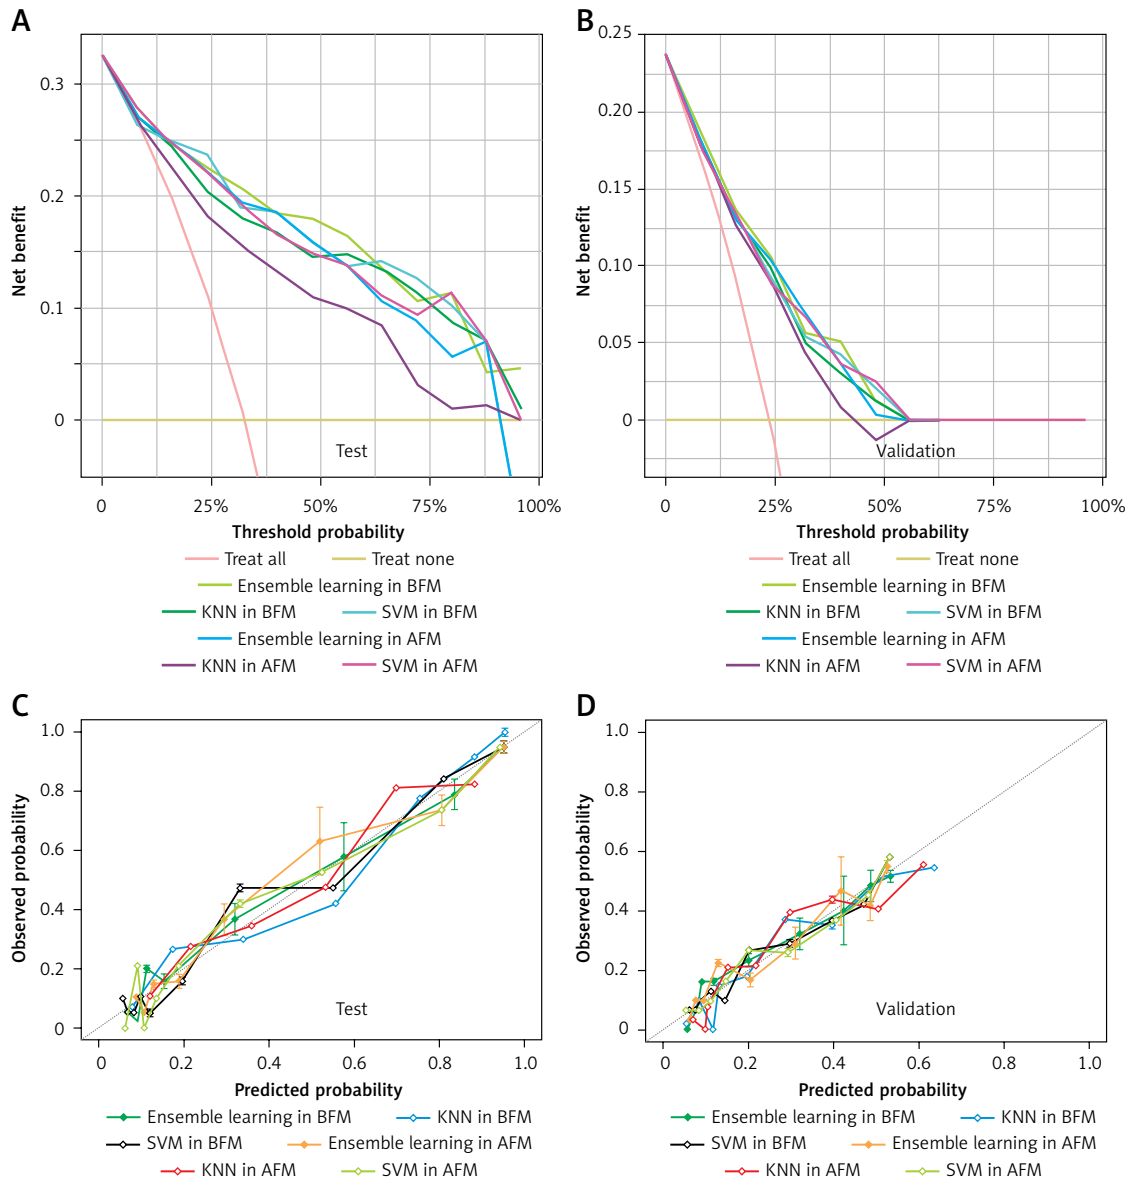 A
B
Net benefit
0.3
0.2
0.1
0
Test
0
25%
50%
75%
100%
Threshold probability
Treat all
Treat none
Ensemble learning in BFM
KNN in BFM
SVM in BFM
Ensemble learning in AFM
KNN in AFM
SVM in AFM
Net benefit
0.25
0.20
0.15
0.10
0.05
0
Validation
0
25%
50%
75%
100%
Threshold probability
Treat all
Treat none
Ensemble learning in BFM
KNN in BFM
SVM in BFM
Ensemble learning in AFM
KNN in AFM
SVM in AFM
C
D
Observed probability
1.0
0.8
0.6
0.4
0.2
0
Test
0
0.2
0.4
0.6
0.8
1.0
Predicted probability
Ensemble learning in BFM
KNN in BFM
SVM in BFM
Ensemble learning in AFM
KNN in AFM
SVM in AFM
Observed probability
1.0
0.8
0.6
0.4
0.2
0
Validation
0
0.2
0.4
0.6
0.8
1.0
Predicted probability
Ensemble learning in BFM
KNN in BFM
SVM in BFM
Ensemble learning in AFM
KNN in AFM
SVM in AFM